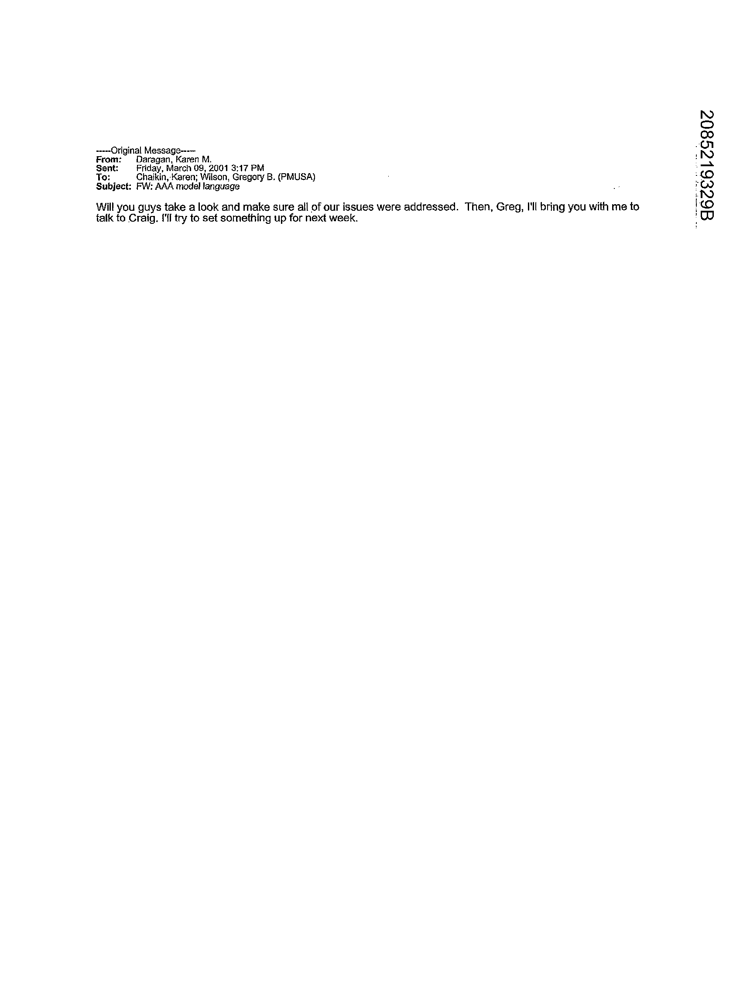 -----Original Message-----
From: Daragan, Karen M.
Sent: Friday, March 09, 2001 3:17 PM
To: Chaikin, Karen; Wilson, Gregory B. (PMUSA)
Subject: FW: AAA model language
Will you guys take a look and make sure all of our issues were addressed. Then, Greg, I'll bring you with me to
talk to Craig. I'll try to set something up for next week.
2085219329B